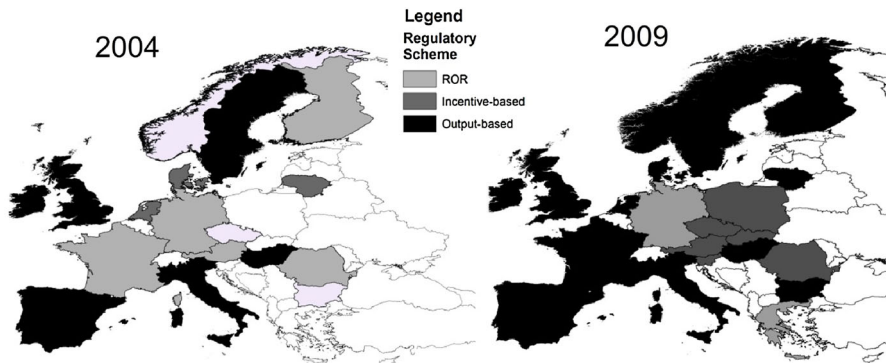 2004
Legend
Regulatory
Scheme
ROR
Incentive-based
Output-based
2009